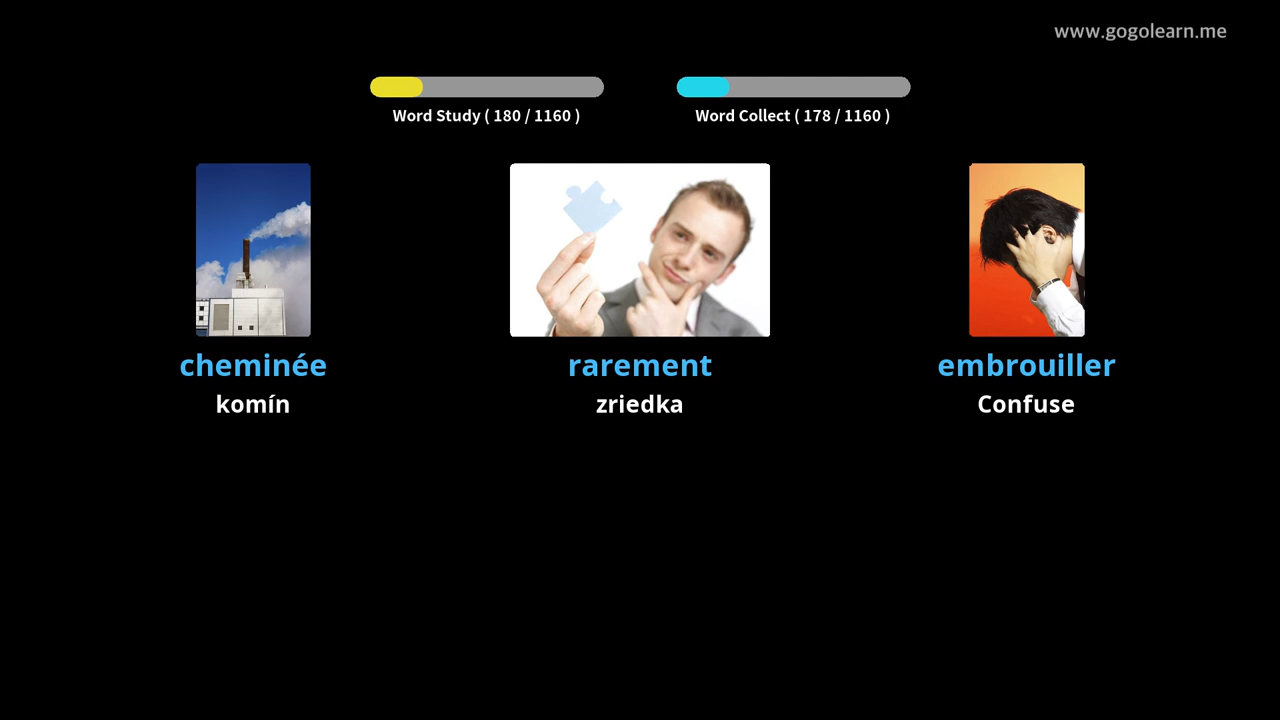 www.gogolearn.me
Word Study ( 180 / 1160 )
Word Collect ( 178 / 1160 )
cheminée
komín
rarement
zriedka
embrouiller
Confuse